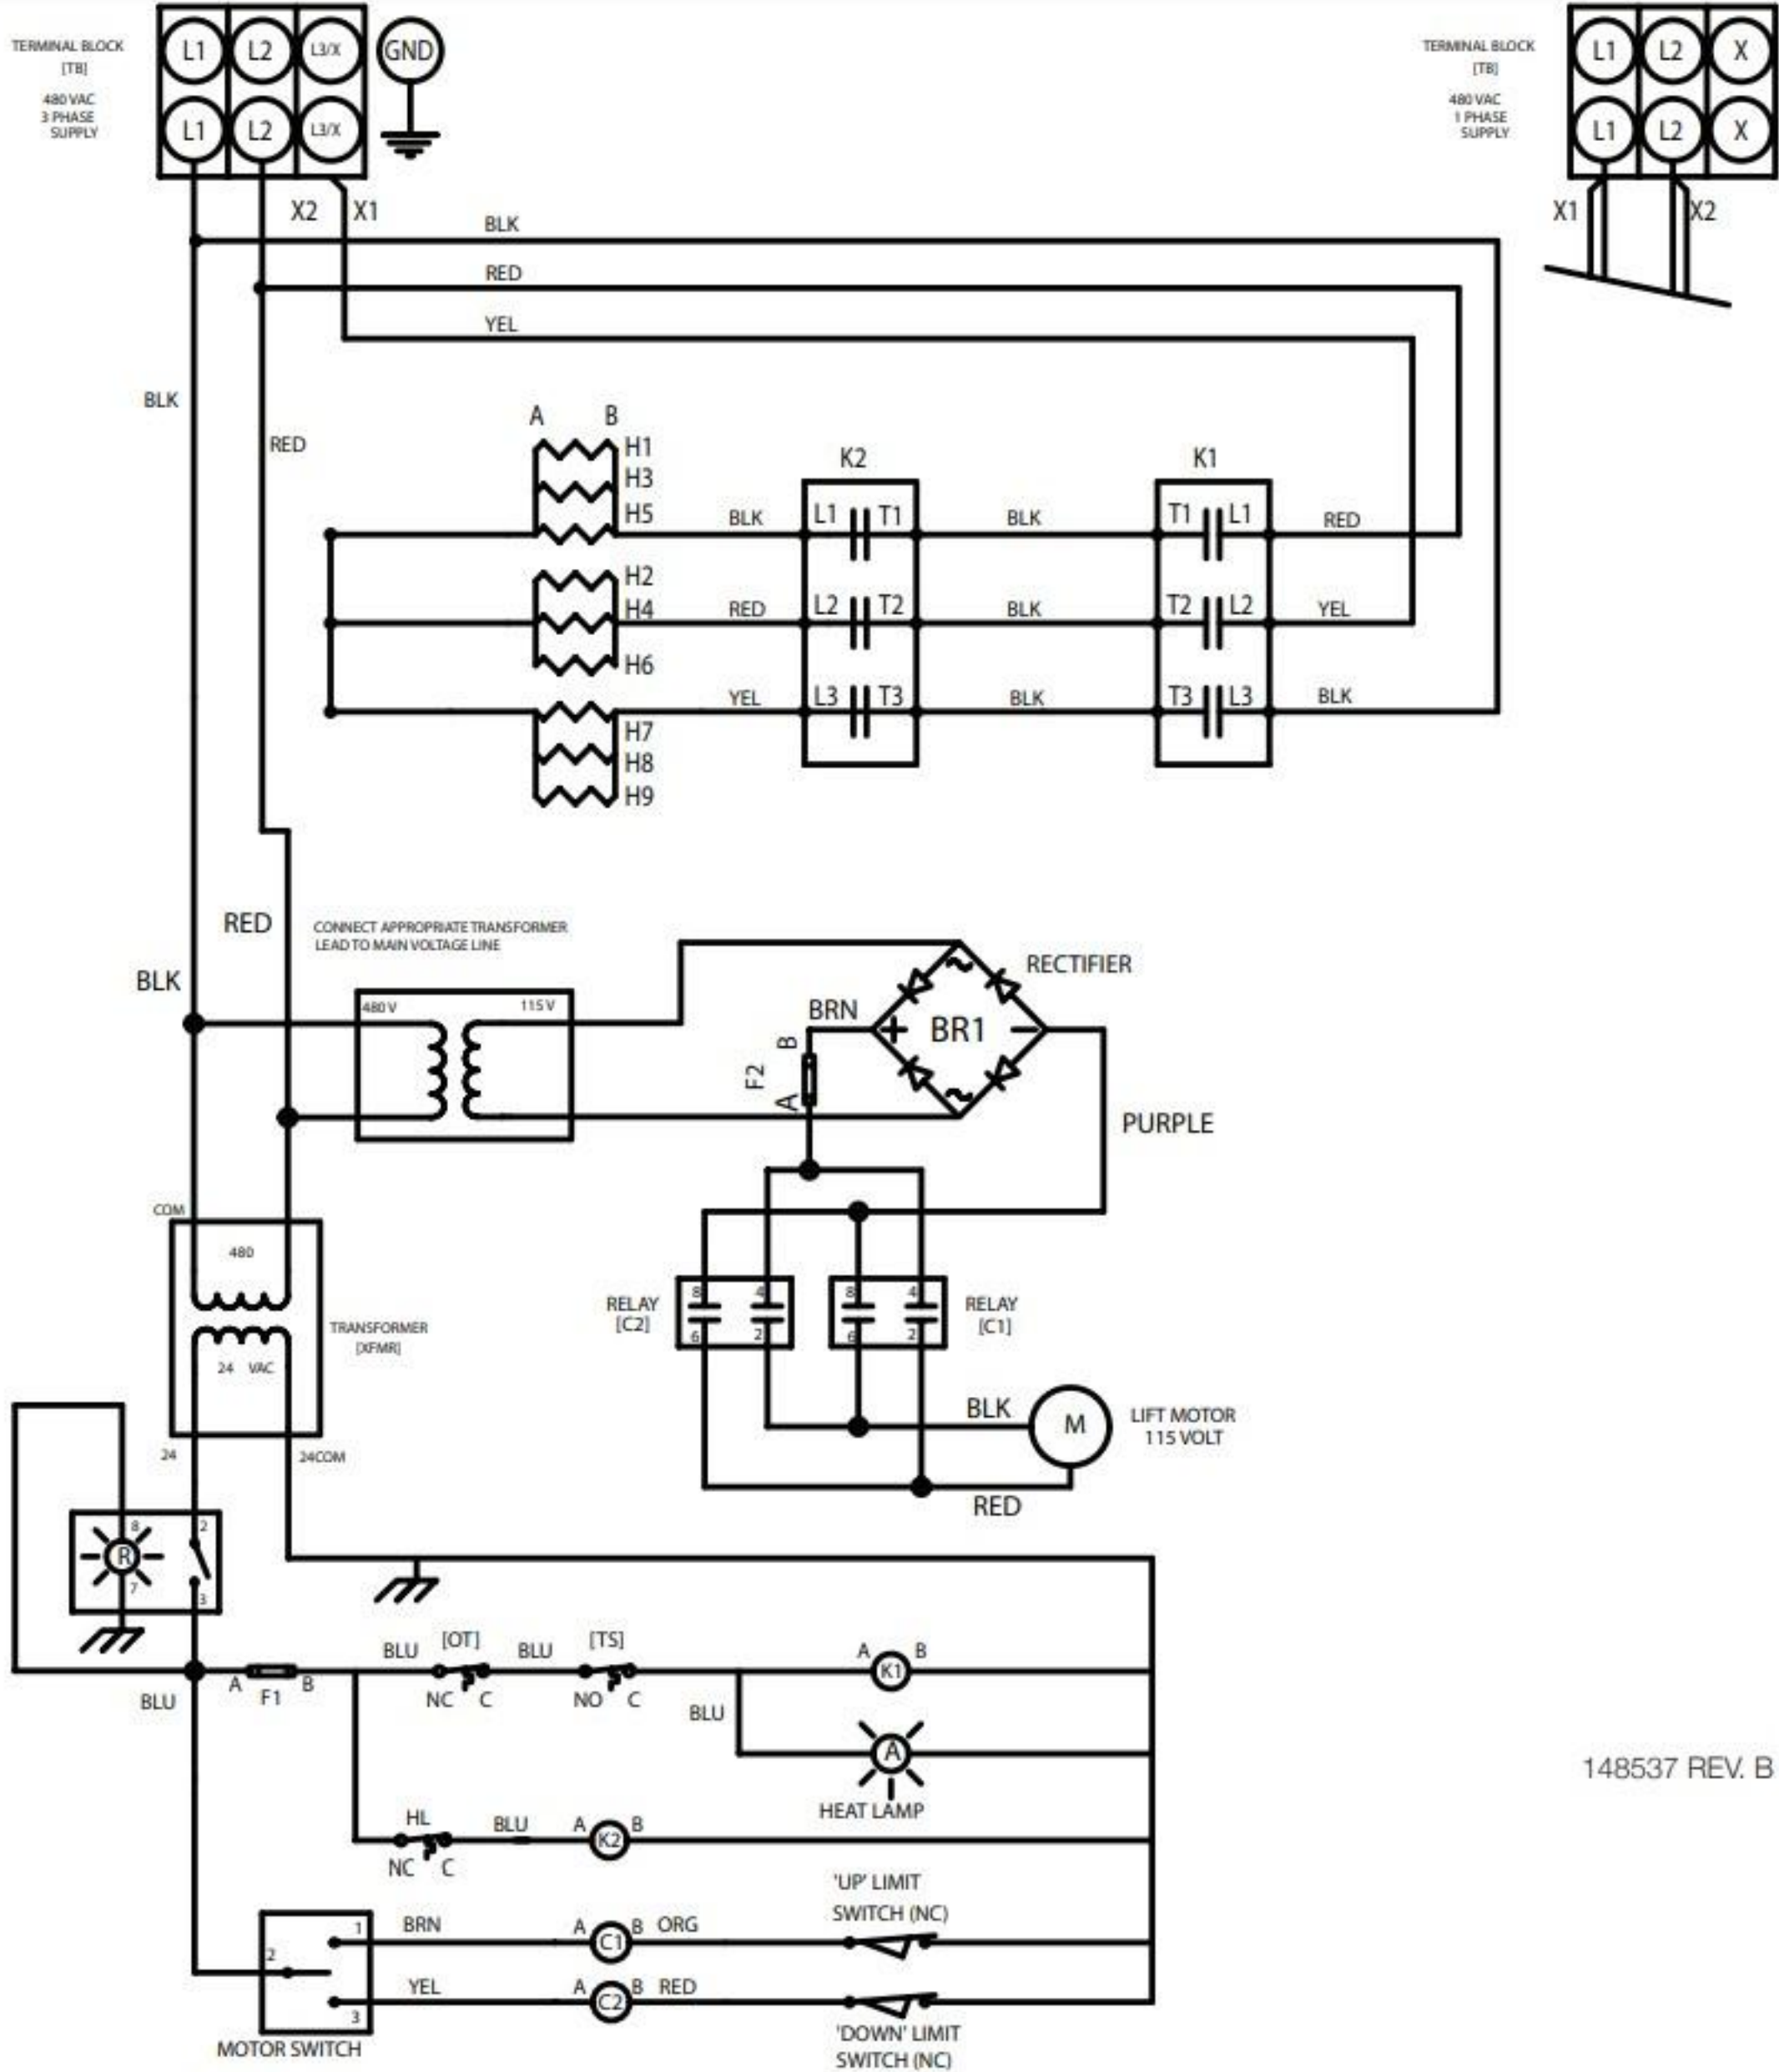 TERMINAL BLOCK
[TB]
480 VAC
3 PHASE
SUPPLY
L1 L2 L3/X GND
L1 L2 L3/X
X2 X1
TERMINAL BLOCK
[TB]
480 VAC
1 PHASE
SUPPLY
L1 L2 X
L1 L2 X
X1 X2
BLK
RED
YEL
BLK
RED
A B
H1
H3
H5
H2
H4
H6
H7
H8
H9
K2
K1
BLK L1 T1 BLK T1 L1 RED
RED L2 T2 BLK T2 L2 YEL
YEL L3 T3 BLK T3 L3 BLK
RED
BLK
CONNECT APPROPRIATE TRANSFORMER
LEAD TO MAIN VOLTAGE LINE
480 V 115 V
RECTIFIER
BRN
+ BR1 −
~
~
F2
B
A
PURPLE
COM
480
24 VAC
TRANSFORMER
[XFMR]
24
24COM
RELAY
[C2]
8 4
6 2
8 4
6 2
RELAY
[C1]
BLK
M
LIFT MOTOR
115 VOLT
RED
8 2
R
7 3
BLU
A F1 B
BLU [OT] BLU [TS]
NC C NO C
A K1 B
BLU
A
HEAT LAMP
HL BLU A K2 B
NC C
'UP' LIMIT
SWITCH (NC)
1 BRN A C1 B ORG
2
3 YEL A C2 B RED
MOTOR SWITCH
'DOWN' LIMIT
SWITCH (NC)
148537 REV. B